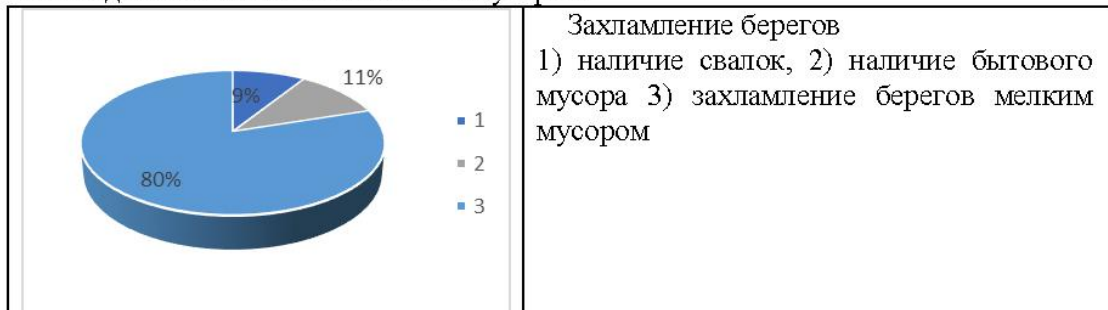 9%
11%
80%
1
2
3
Захламление берегов
1) наличие свалок, 2) наличие бытового
мусора 3) захламление берегов мелким
мусором